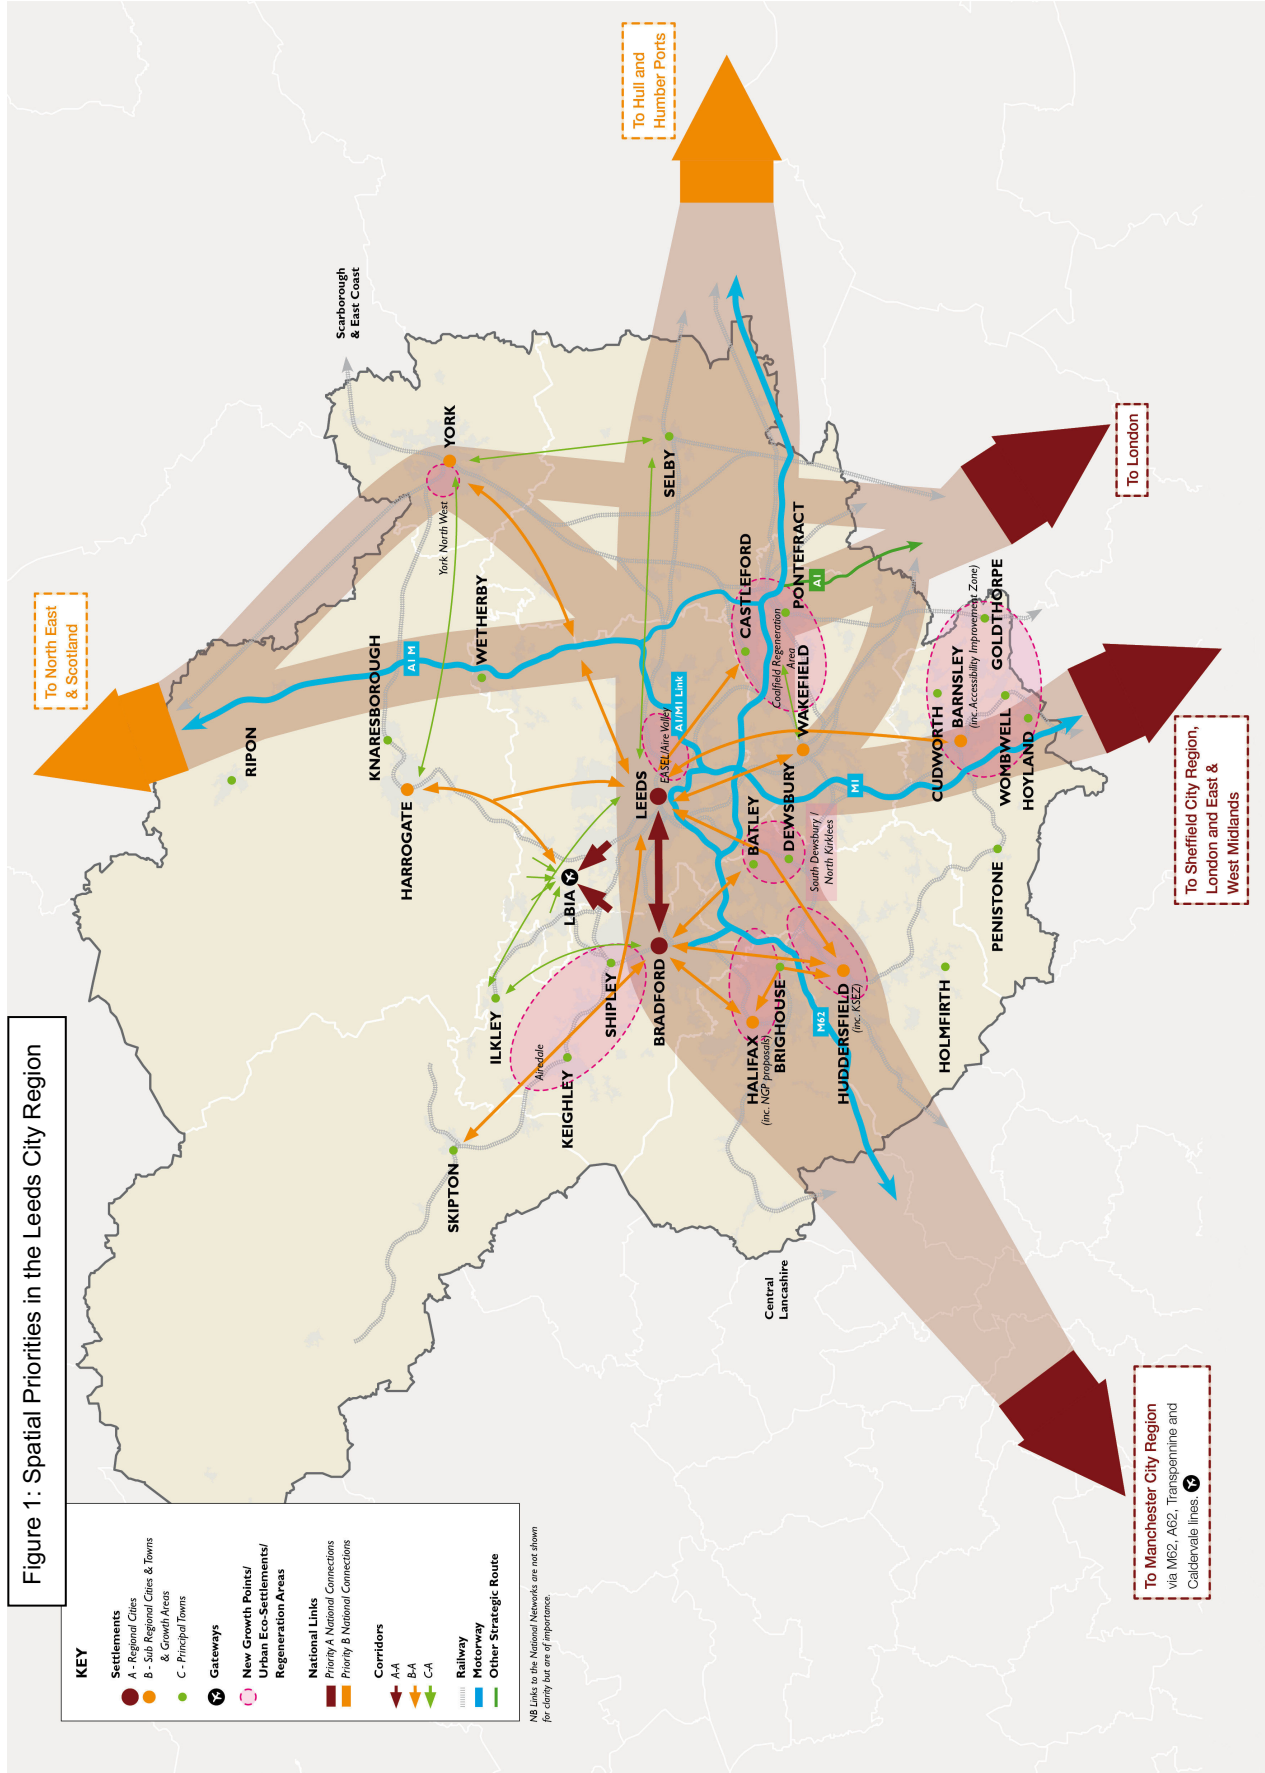 Figure 1: Spatial Priorities in the Leeds City Region
To North East
& Scotland
Scarborough
& East Coast
To Hull and
Humber Ports
RIPON
A1 M
KNARESBOROUGH
HARROGATE
WETHERBY
York North West
YORK
SKIPTON
ILKLEY
Airedale
KEIGHLEY
SHIPLEY
LBIA
BRADFORD
LEEDS
EASEL/Aire Valley
A1/M1 Link
SELBY
CASTLEFORD
Coalfield Regeneration
Area
PONTEFRACT
A1
WAKEFIELD
BATLEY
DEWSBURY
South Dewsbury /
North Kirklees
HALIFAX
(inc. NGP proposals)
BRIGHOUSE
M62
HUDDERSFIELD
(inc. KSEZ)
M1
Central
Lancashire
HOLMFIRTH
PENISTONE
CUDWORTH
BARNSLEY
(inc.Accessibility Improvement Zone)
GOLDTHORPE
WOMBWELL
HOYLAND
To London
To Sheffield City Region,
London and East &
West Midlands
To Manchester City Region
via M62, A62, Transpennine and
Caldervale lines.
KEY
Settlements
A - Regional Cities
B - Sub Regional Cities & Towns
& Growth Areas
C - Principal Towns
Gateways
New Growth Points/
Urban Eco-Settlements/
Regeneration Areas
National Links
Priority A National Connections
Priority B National Connections
Corridors
A-A
B-A
C-A
Railway
Motorway
Other Strategic Route
NB Links to the National Networks are not shown
for clarity but are of importance.